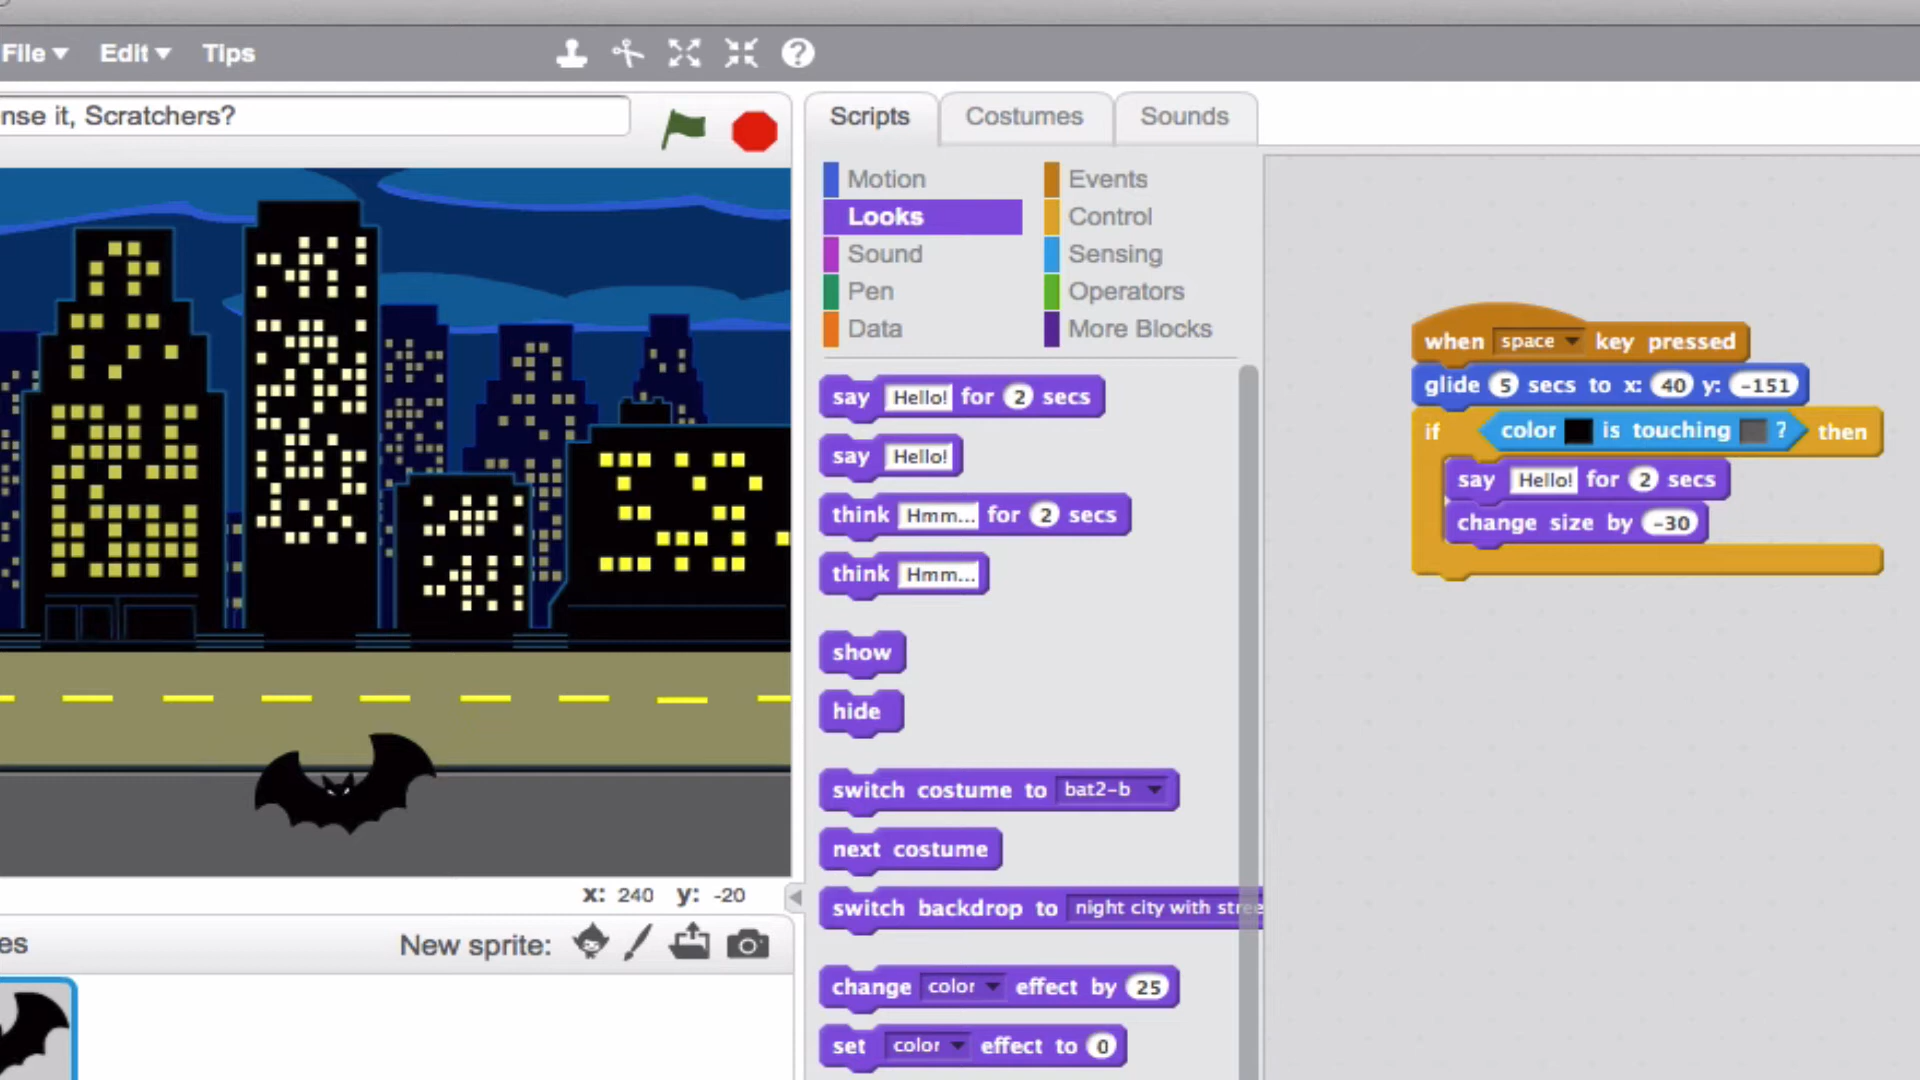 File Edit Tips
nse it, Scratchers?
Scripts Costumes Sounds
Motion Events
Looks Control
Sound Sensing
Pen Operators
Data More Blocks
say Hello! for 2 secs
say Hello!
think Hmm... for 2 secs
think Hmm...
show
hide
switch costume to bat2-b
next costume
switch backdrop to night city with stree
change color effect by 25
set color effect to 0
when space key pressed
glide 5 secs to x: 40 y: -151
if color is touching ? then
say Hello! for 2 secs
change size by -30
x: 240 y: -20
es
New sprite: